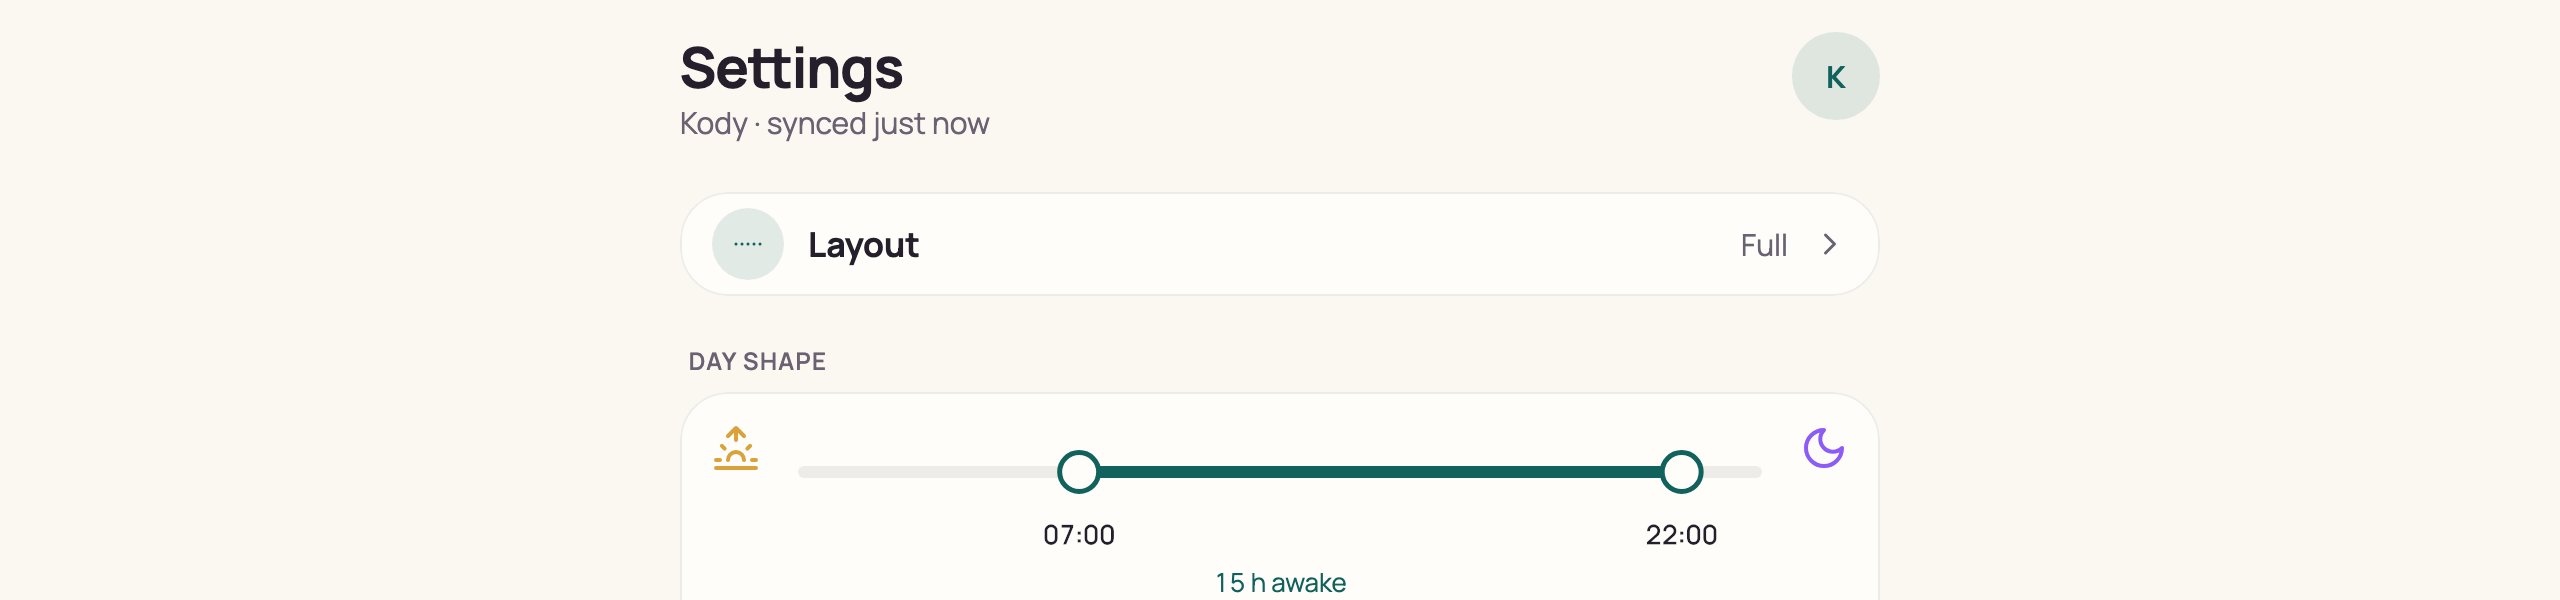 Settings
K
Kody · synced just now
Layout
Full
DAY SHAPE
07:00
22:00
15 h awake